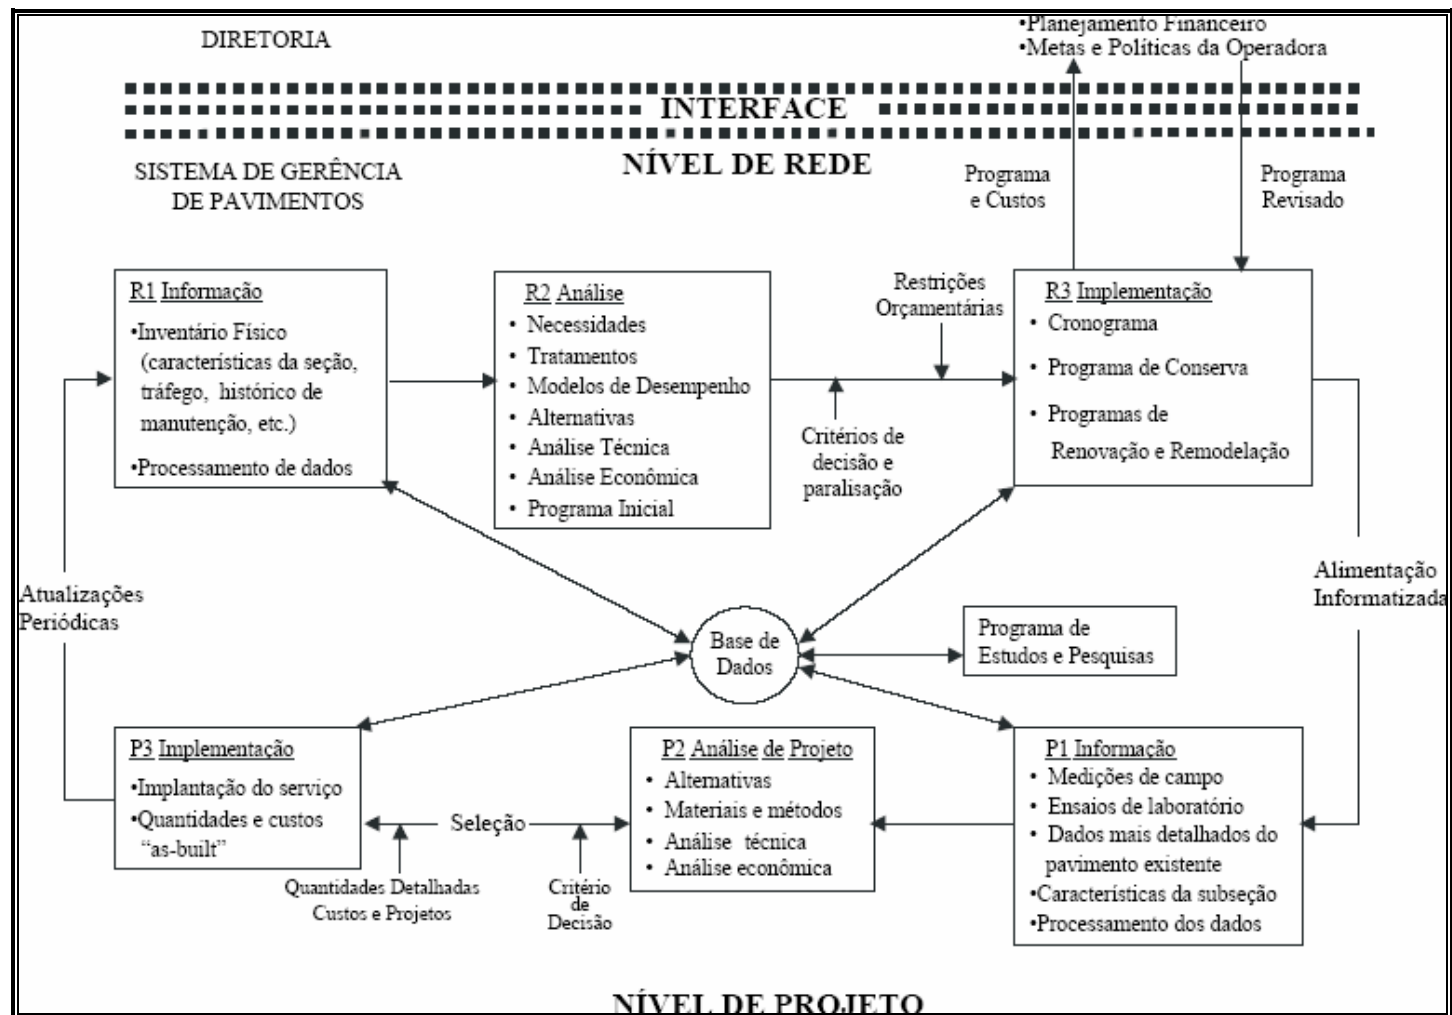 DIRETORIA
•Planejamento Financeiro
•Metas e Políticas da Operadora
INTERFACE
NÍVEL DE REDE
SISTEMA DE GERÊNCIA
DE PAVIMENTOS
Programa
e Custos
Programa
Revisado
R1 Informação
•Inventário Físico
(características da seção,
tráfego, histórico de
manutenção, etc.)
•Processamento de dados
R2 Análise
• Necessidades
• Tratamentos
• Modelos de Desempenho
• Alternativas
• Análise Técnica
• Análise Econômica
• Programa Inicial
Restrições
Orçamentárias
Critérios de
decisão e
paralisação
R3 Implementação
• Cronograma
• Programa de Conserva
• Programas de
Renovação e Remodelação
Atualizações
Periódicas
Alimentação
Informatizada
Base de
Dados
Programa de
Estudos e Pesquisas
P3 Implementação
•Implantação do serviço
•Quantidades e custos
“as-built”
Seleção
Quantidades Detalhadas
Custos e Projetos
Critério
de
Decisão
P2 Análise de Projeto
• Alternativas
• Materiais e métodos
• Análise técnica
• Análise econômica
P1 Informação
• Medições de campo
• Ensaios de laboratório
• Dados mais detalhados do
pavimento existente
•Características da subseção
•Processamento dos dados
NÍVEL DE PROJETO